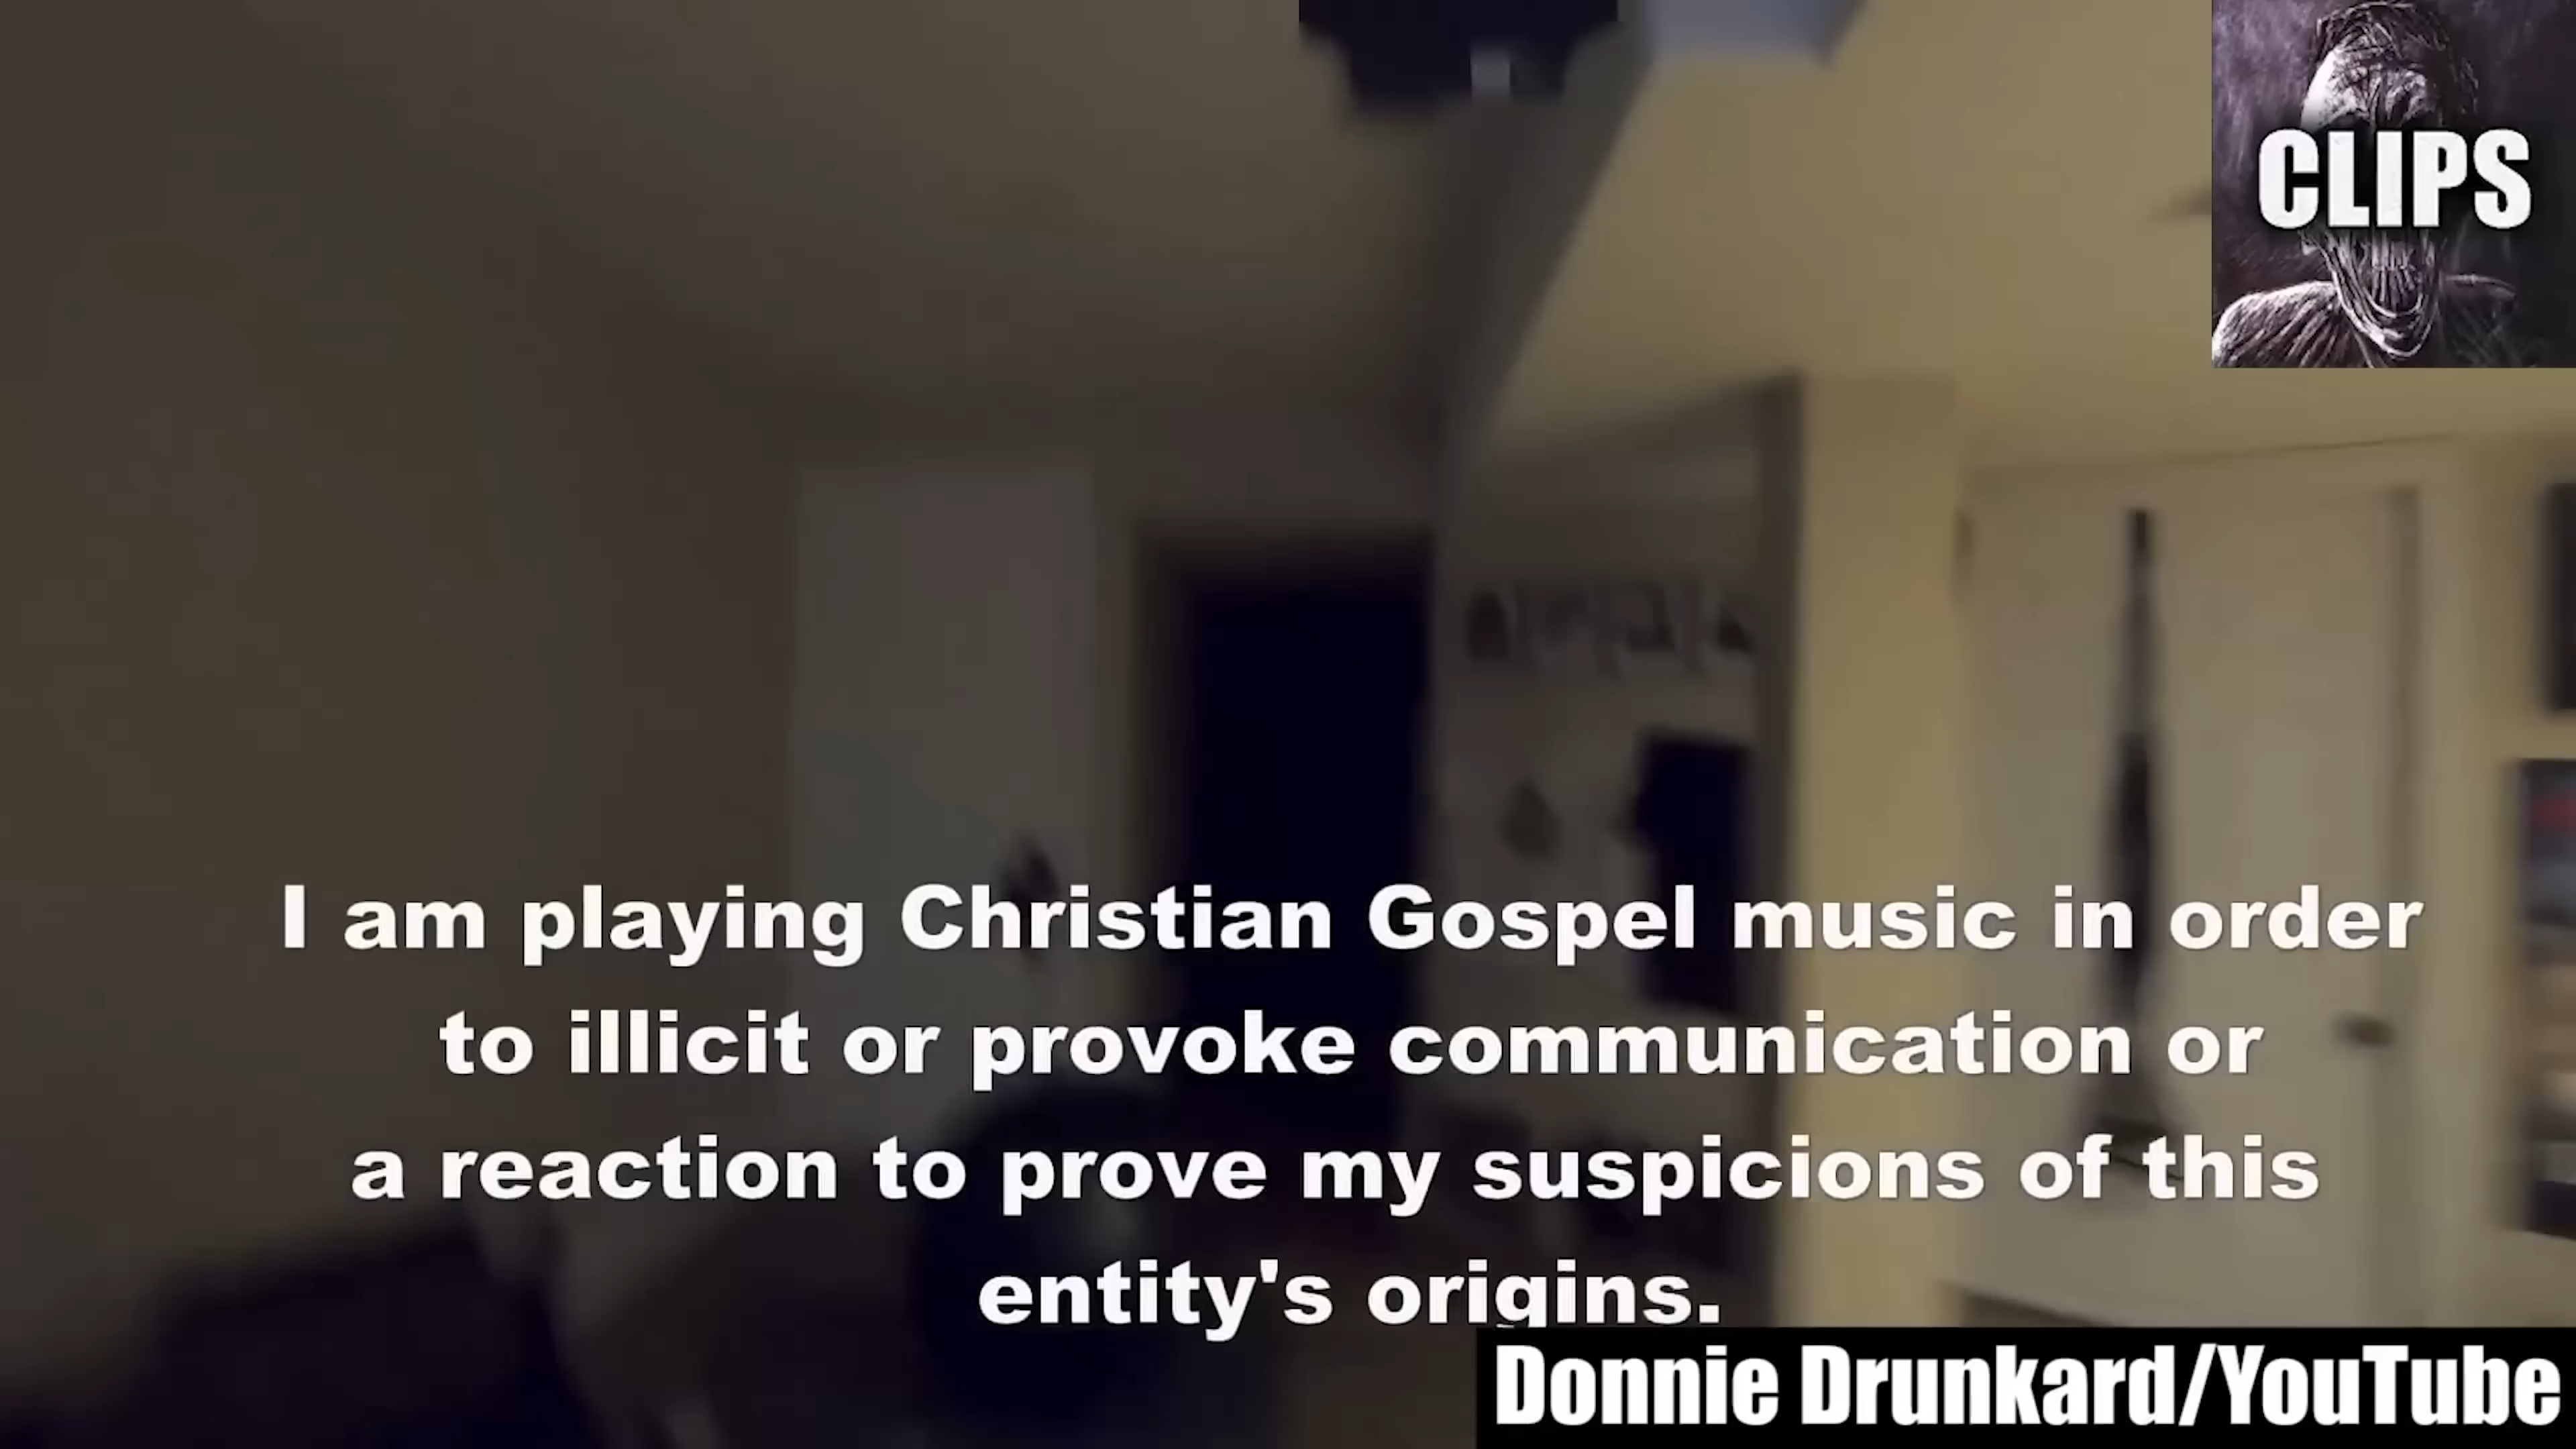 CLIPS
I am playing Christian Gospel music in order
to illicit or provoke communication or
a reaction to prove my suspicions of this
entity's origins.
Donnie Drunkard/YouTube